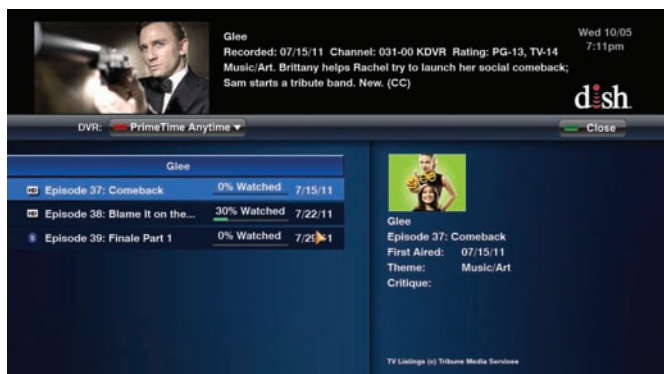 Glee
Recorded: 07/15/11 Channel: 031-00 KDVR Rating: PG-13, TV-14
Music/Art. Brittany helps Rachel try to launch her social comeback;
Sam starts a tribute band. New. (CC)
Wed 10/05
7:11pm
dish
DVR: PrimeTime Anytime
Close
Glee
HD Episode 37: Comeback 0% Watched 7/15/11
HD Episode 38: Blame It on the... 30% Watched 7/22/11
S Episode 39: Finale Part 1 0% Watched
Glee
Episode 37: Comeback
First Aired: 07/15/11
Theme: Music/Art
Critique:
TV Listings (c) Tribune Media Services